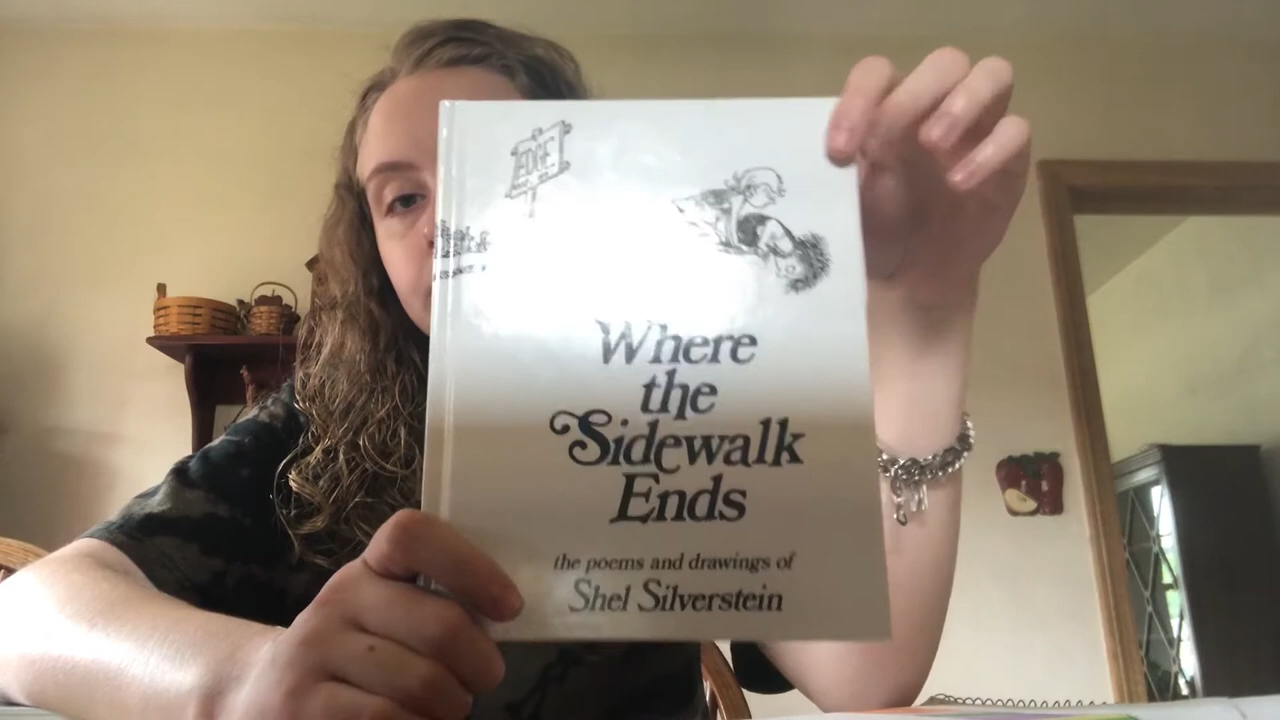 EDGE
Where
the
Sidewalk
Ends
the poems and drawings of
Shel Silverstein